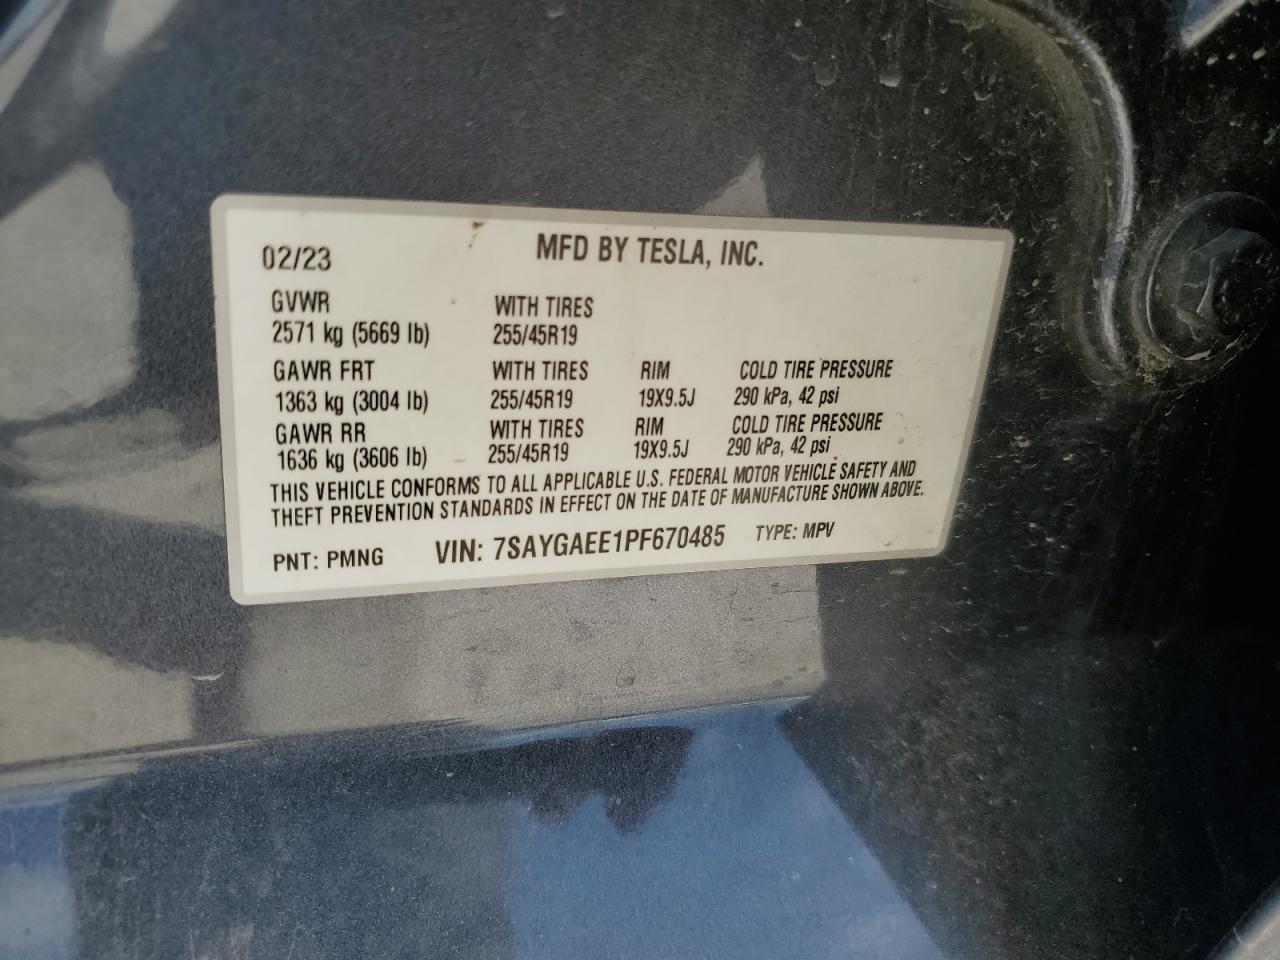 02/23 MFD BY TESLA, INC.
GVWR WITH TIRES
2571 kg (5669 lb) 255/45R19
GAWR FRT WITH TIRES RIM COLD TIRE PRESSURE
1363 kg (3004 lb) 255/45R19 19X9.5J 290 kPa, 42 psi
GAWR RR WITH TIRES RIM COLD TIRE PRESSURE
1636 kg (3606 lb) 255/45R19 19X9.5J 290 kPa, 42 psi
THIS VEHICLE CONFORMS TO ALL APPLICABLE U.S. FEDERAL MOTOR VEHICLE SAFETY AND
THEFT PREVENTION STANDARDS IN EFFECT ON THE DATE OF MANUFACTURE SHOWN ABOVE.
PNT: PMNG VIN: 7SAYGAEE1PF670485 TYPE: MPV